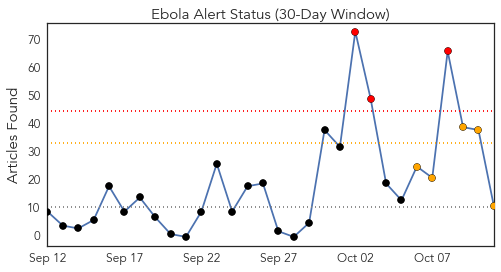 Ebola Alert Status (30-Day Window)
Articles Found
70
60
50
40
30
20
10
0
Sep 12 Sep 17 Sep 22 Sep 27 Oct 02 Oct 07